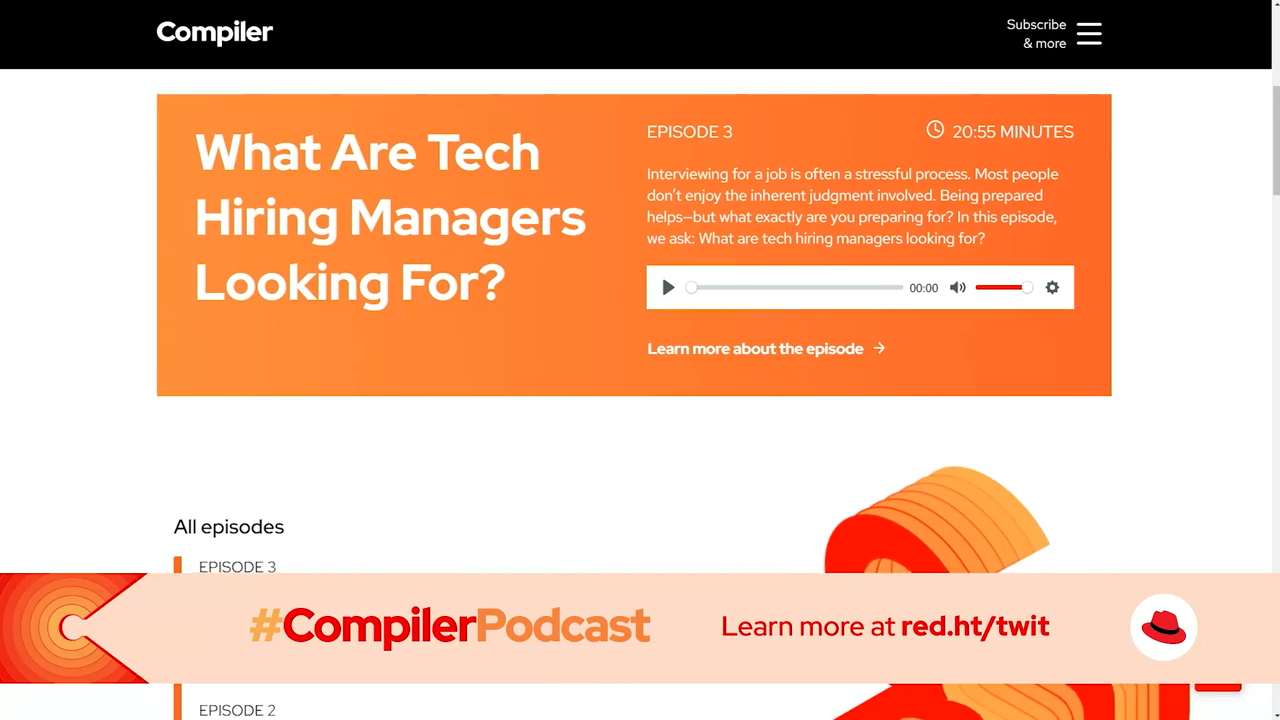 Compiler
Subscribe
& more
What Are Tech
Hiring Managers
Looking For?
EPISODE 3
20:55 MINUTES
Interviewing for a job is often a stressful process. Most people
don’t enjoy the inherent judgment involved. Being prepared
helps—but what exactly are you preparing for? In this episode,
we ask: What are tech hiring managers looking for?
00:00
Learn more about the episode →
All episodes
EPISODE 3
#CompilerPodcast
Learn more at red.ht/twit
EPISODE 2